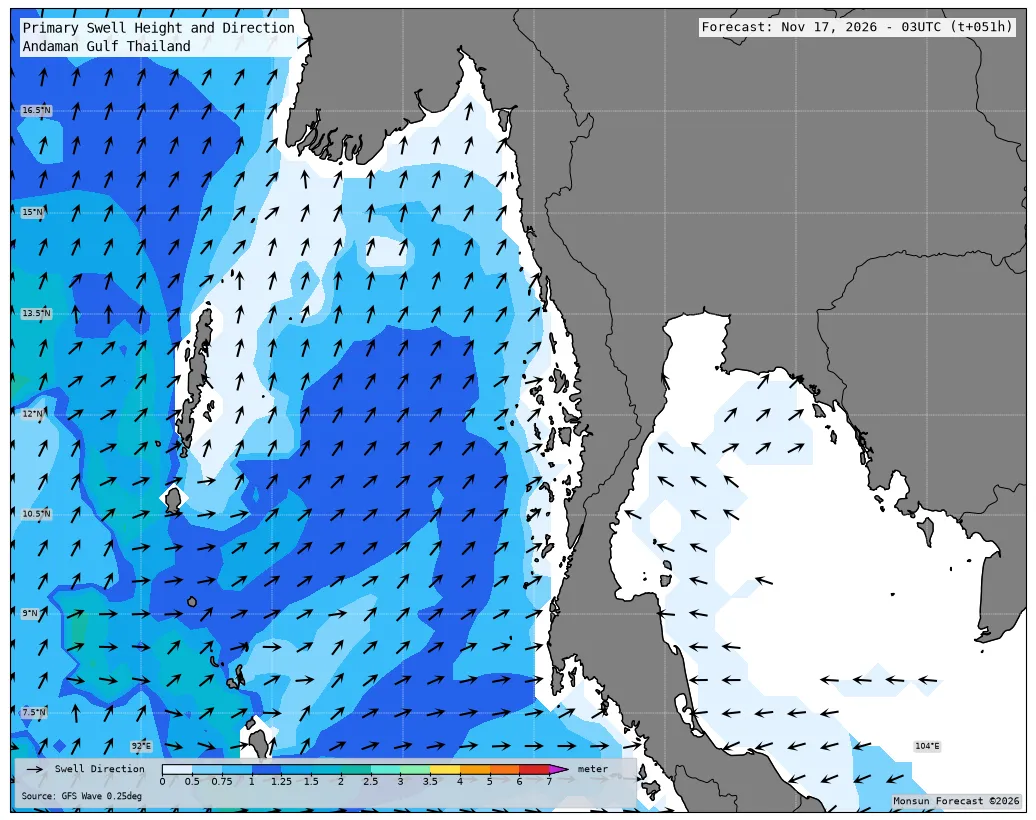 Primary Swell Height and Direction
Andaman Gulf Thailand
Forecast: Nov 17, 2026 - 03UTC (t+051h)
16.5°N
15°N
13.5°N
12°N
10.5°N
9°N
7.5°N
92°E
104°E
Swell Direction
0 0.5 0.75 1 1.25 1.5 2 2.5 3 3.5 4 5 6 7
meter
Source: GFS Wave 0.25deg
Monsun Forecast ©2026